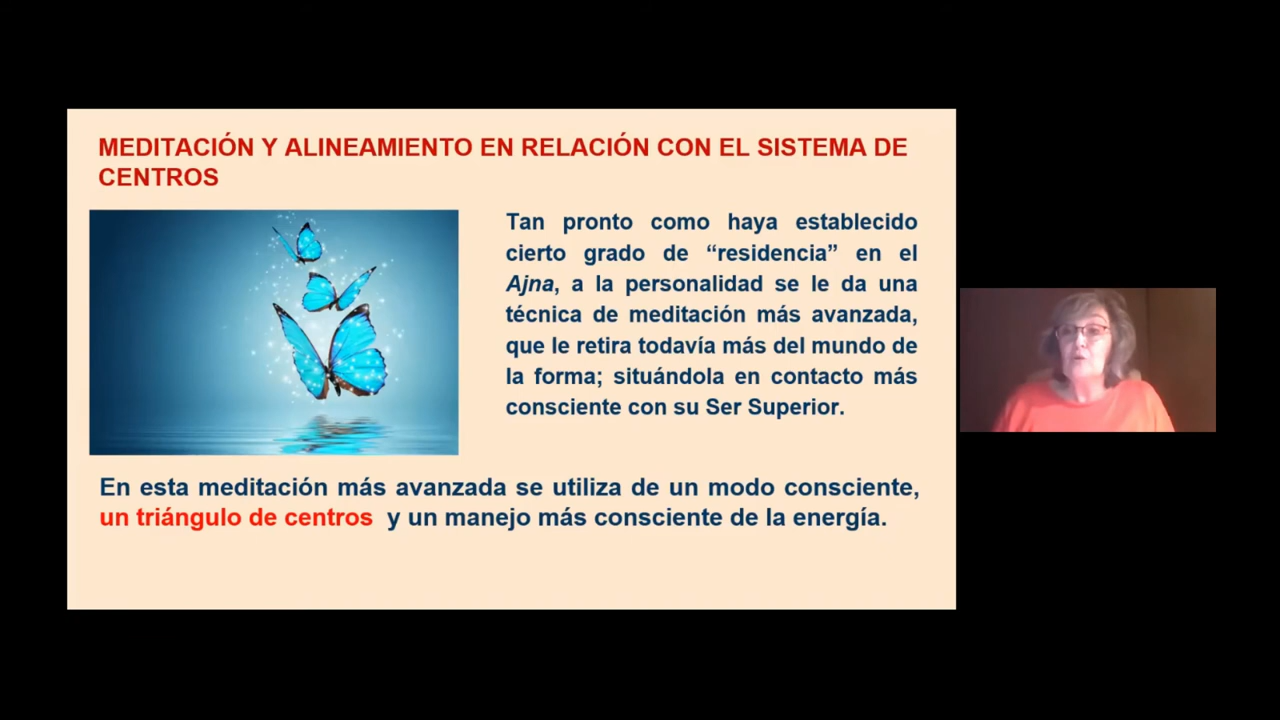 MEDITACIÓN Y ALINEAMIENTO EN RELACIÓN CON EL SISTEMA DE
CENTROS
Tan pronto como haya establecido
cierto grado de “residencia” en el
Ajna, a la personalidad se le da una
técnica de meditación más avanzada,
que le retira todavía más del mundo de
la forma; situándola en contacto más
consciente con su Ser Superior.
En esta meditación más avanzada se utiliza de un modo consciente,
un triángulo de centros y un manejo más consciente de la energía.